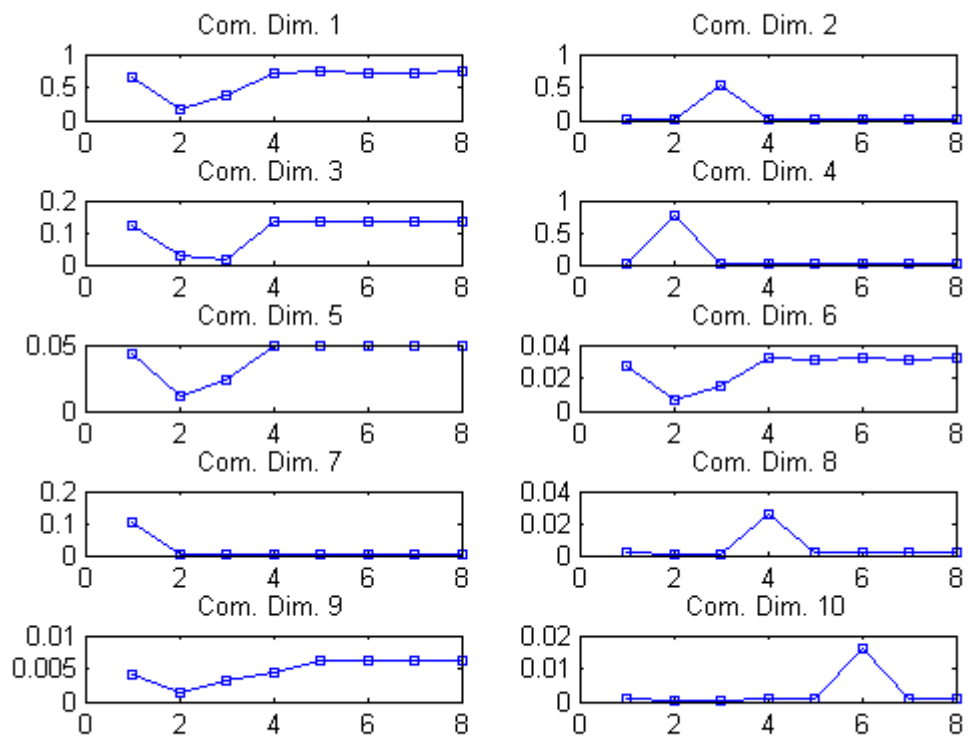 Com. Dim. 1
1
0.5
0
0 2 4 6 8
Com. Dim. 2
1
0.5
0
0 2 4 6 8
Com. Dim. 3
0.2
0.1
0
0 2 4 6 8
Com. Dim. 4
1
0.5
0
0 2 4 6 8
Com. Dim. 5
0.05
0
0 2 4 6 8
Com. Dim. 6
0.04
0.02
0
0 2 4 6 8
Com. Dim. 7
0.2
0.1
0
0 2 4 6 8
Com. Dim. 8
0.04
0.02
0
0 2 4 6 8
Com. Dim. 9
0.01
0.005
0
0 2 4 6 8
Com. Dim. 10
0.02
0.01
0
0 2 4 6 8